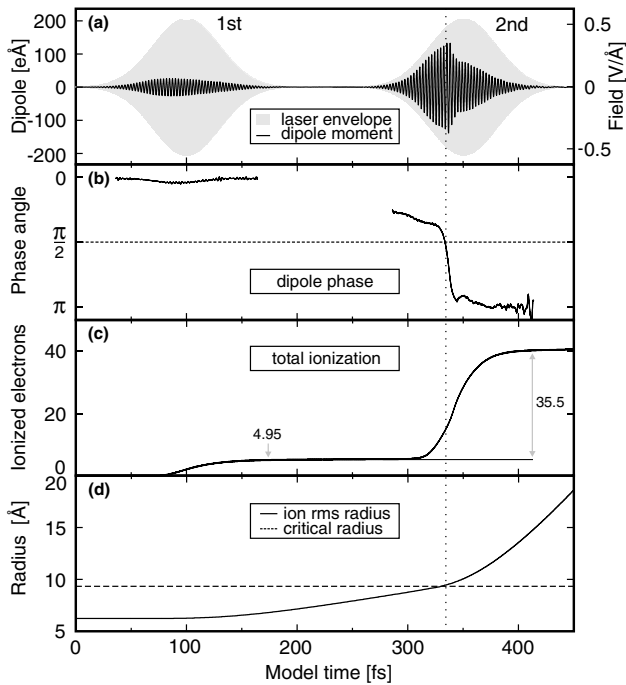 (a)
1st
2nd
200
100
0
-100
-200
Dipole [eÅ]
0.5
0
-0.5
Field [V/Å]
laser envelope
dipole moment
(b)
0
π
2
π
Phase angle
dipole phase
(c)
40
20
0
Ionized electrons
total ionization
4.95
35.5
(d)
20
15
10
5
Radius [Å]
ion rms radius
critical radius
0 100 200 300 400
Model time [fs]